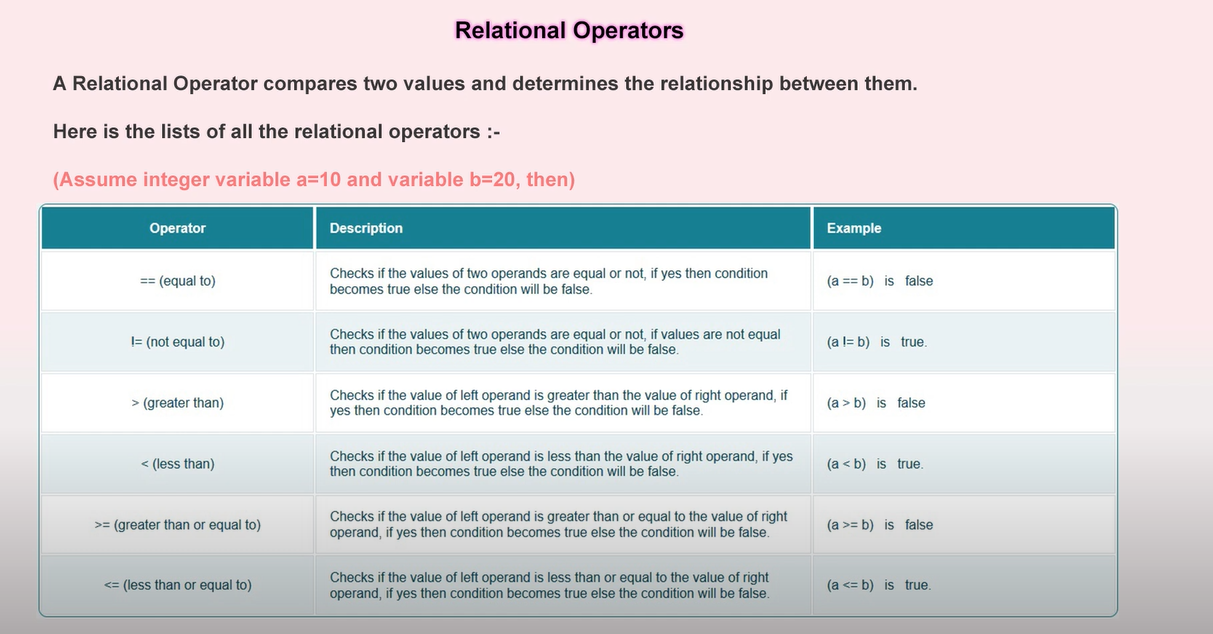 Relational Operators
A Relational Operator compares two values and determines the relationship between them.
Here is the lists of all the relational operators :-
(Assume integer variable a=10 and variable b=20, then)
Operator Description Example
== (equal to)
Checks if the values of two operands are equal or not, if yes then condition
becomes true else the condition will be false.
(a == b) is false
!= (not equal to)
Checks if the values of two operands are equal or not, if values are not equal
then condition becomes true else the condition will be false.
(a != b) is true.
> (greater than)
Checks if the value of left operand is greater than the value of right operand, if
yes then condition becomes true else the condition will be false.
(a > b) is false
< (less than)
Checks if the value of left operand is less than the value of right operand, if yes
then condition becomes true else the condition will be false.
(a < b) is true.
>= (greater than or equal to)
Checks if the value of left operand is greater than or equal to the value of right
operand, if yes then condition becomes true else the condition will be false.
(a >= b) is false
<= (less than or equal to)
Checks if the value of left operand is less than or equal to the value of right
operand, if yes then condition becomes true else the condition will be false.
(a <= b) is true.